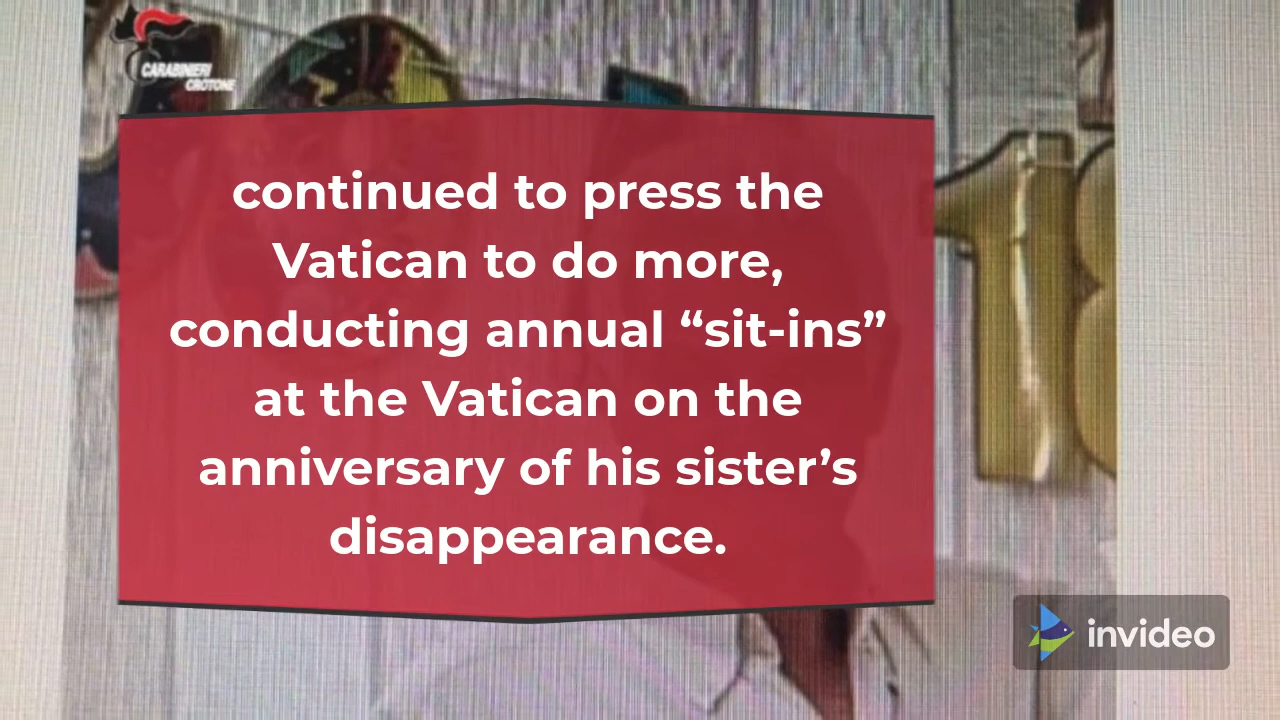 CARABINIERI
CROTONE
continued to press the
Vatican to do more,
conducting annual “sit-ins”
at the Vatican on the
anniversary of his sister’s
disappearance.
18
invideo